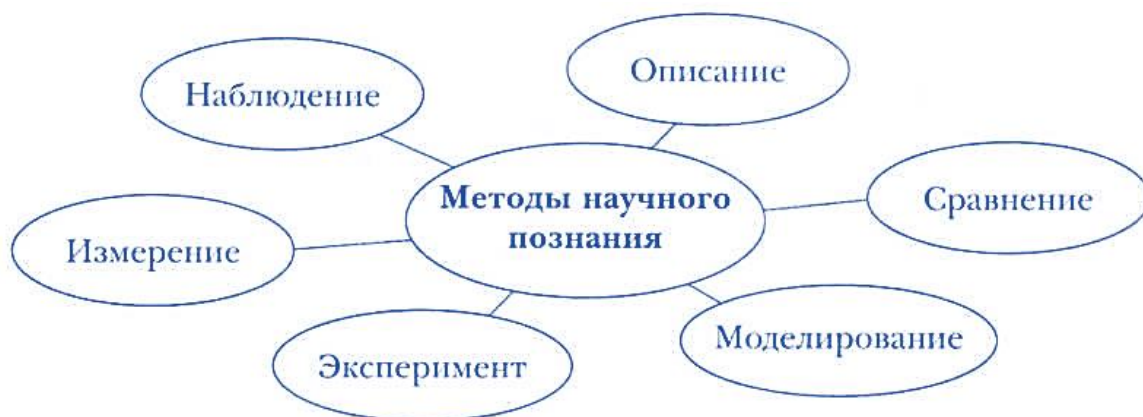 Описание
Наблюдение
Методы научного
познания
Сравнение
Измерение
Моделирование
Эксперимент